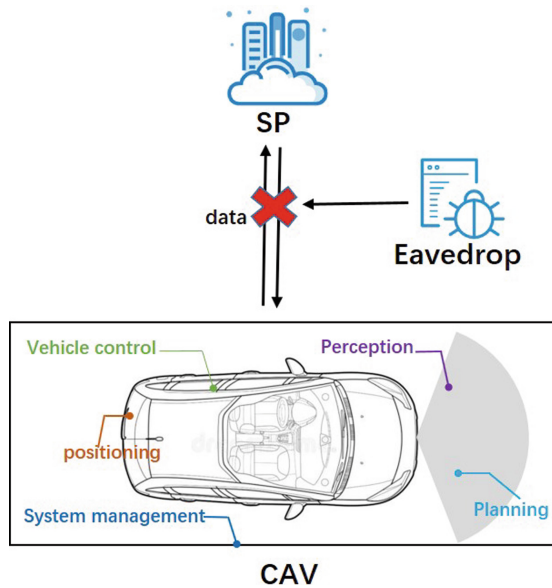 SP
data
Eavedrop
Vehicle control
Perception
positioning
Planning
System management
CAV